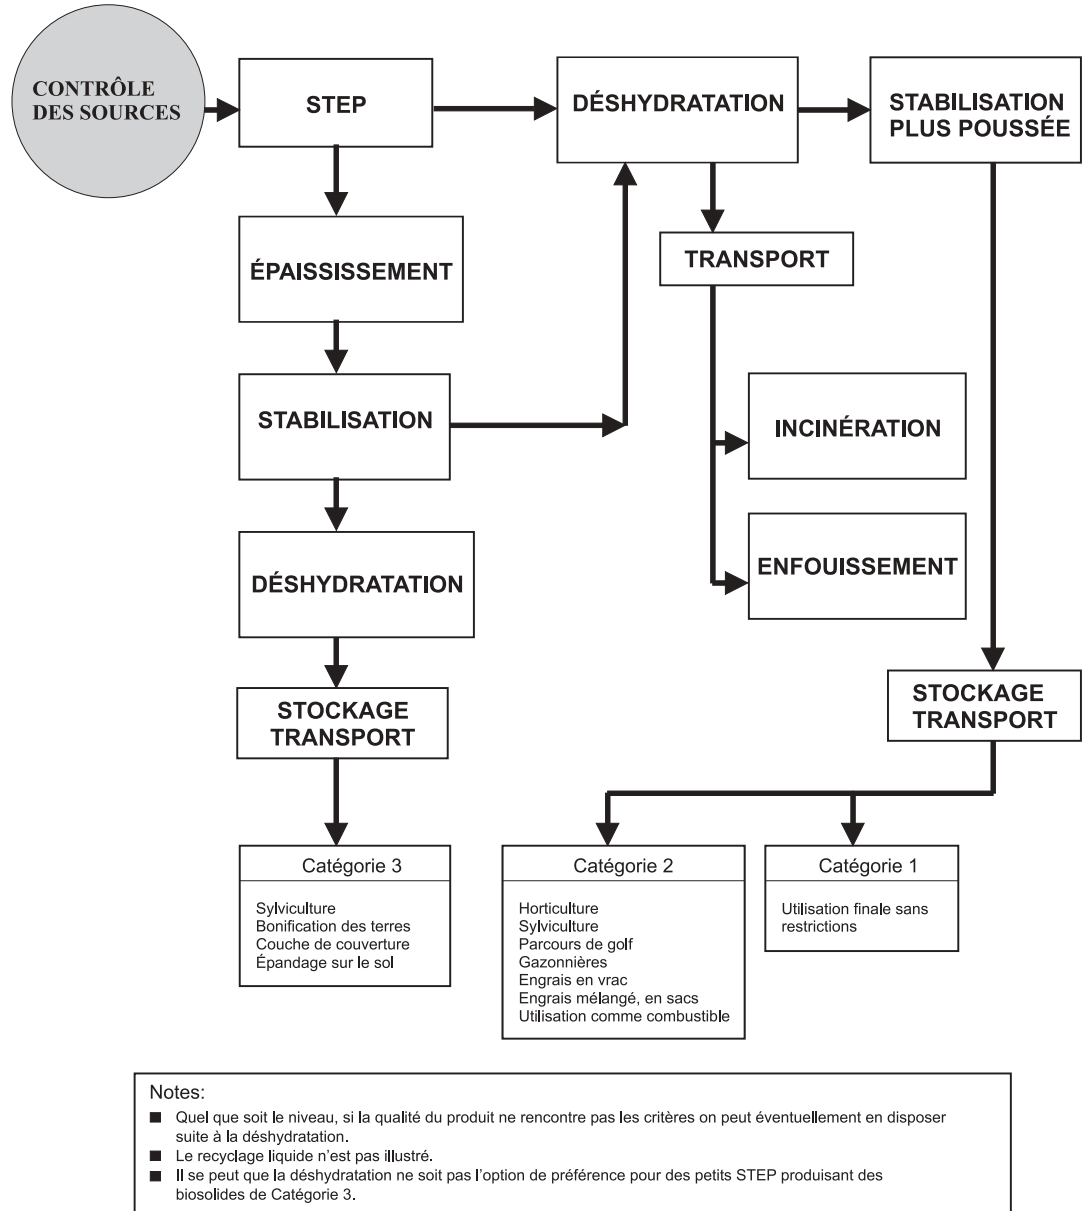 CONTRÔLE
DES SOURCES
STEP
DÉSHYDRATATION
STABILISATION
PLUS POUSSÉE
ÉPAISSISSEMENT
TRANSPORT
STABILISATION
INCINÉRATION
DÉSHYDRATATION
ENFOUISSEMENT
STOCKAGE
TRANSPORT
STOCKAGE
TRANSPORT
Catégorie 3
Sylviculture
Bonification des terres
Couche de couverture
Épandage sur le sol
Catégorie 2
Horticulture
Sylviculture
Parcours de golf
Gazonnières
Engrais en vrac
Engrais mélangé, en sacs
Utilisation comme combustible
Catégorie 1
Utilisation finale sans
restrictions
Notes:
■ Quel que soit le niveau, si la qualité du produit ne rencontre pas les critères on peut éventuellement en disposer
suite à la déshydratation.
■ Le recyclage liquide n'est pas illustré.
■ Il se peut que la déshydratation ne soit pas l'option de préférence pour des petits STEP produisant des
biosolides de Catégorie 3.